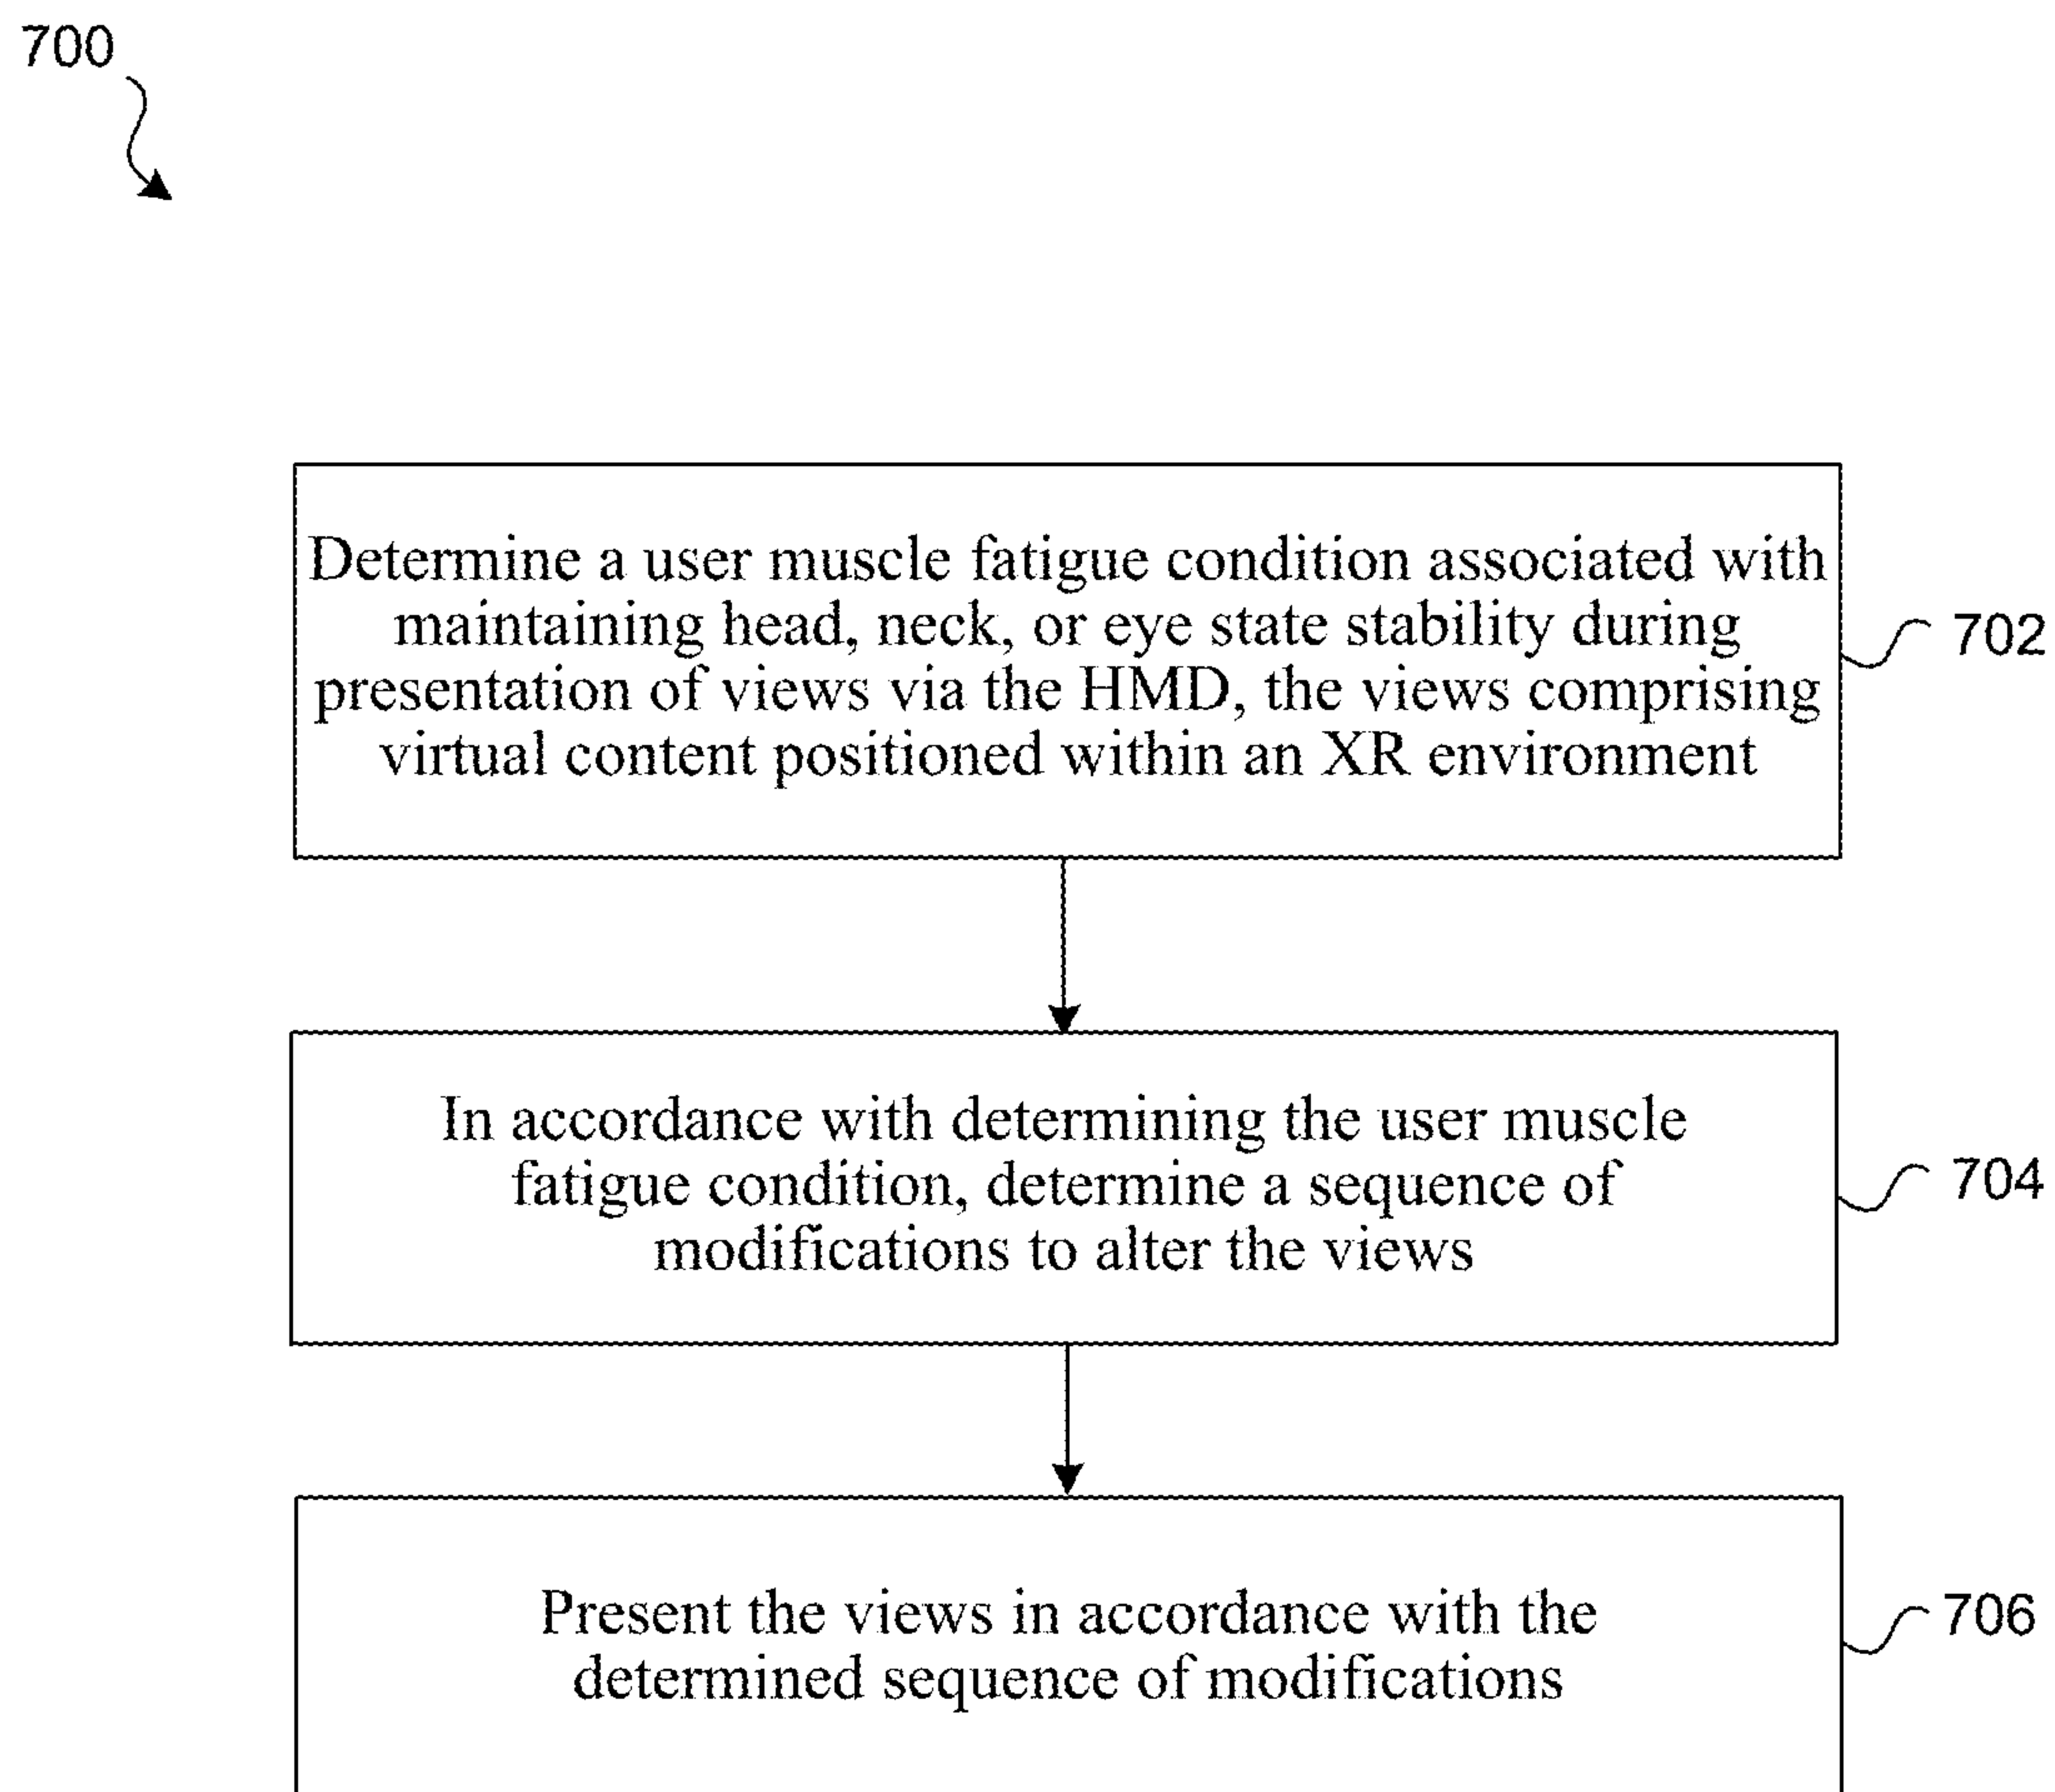 700
Determine a user muscle fatigue condition associated with
maintaining head, neck, or eye state stability during
presentation of views via the HMD, the views comprising
virtual content positioned within an XR environment
702
In accordance with determining the user muscle
fatigue condition, determine a sequence of
modifications to alter the views
704
Present the views in accordance with the
determined sequence of modifications
706